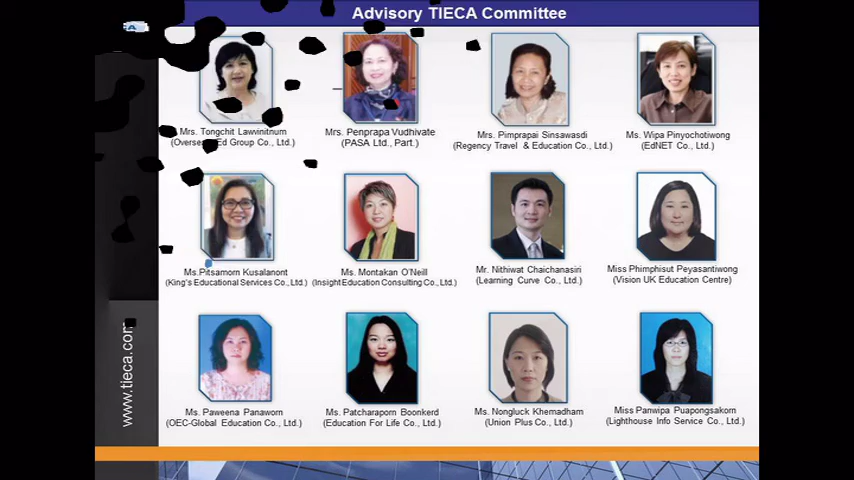 Advisory TIECA Committee
Mrs. Tongchit Lawvinitnum
Mrs. Penprapa Vudhivate
Mrs. Pimprapai Sinsawasdi
Ms. Wipa Pinyochotiwong
Ed Group Co., Ltd.)
(PASA Ltd., Part.)
(Regency Travel & Education Co., Ltd.)
(EdNET Co., Ltd.)
Ms.Pitsamorn Kusalanont
Ms. Montakan O'Neill
Mr. Nithiwat Chaichanasiri
Miss Phimphisut Peyasantiwong
(King's Educational Services Co., Ltd.)
(Insight Education Consulting Co., Ltd.)
(Learning Curve Co., Ltd.)
(Vision UK Education Centre)
Ms. Paweena Panaworn
Ms. Patcharaporn Boonkerd
Ms. Nongluck Khemadham
Miss Panwipa Puapongsakorn
(OEC-Global Education Co., Ltd.)
(Education For Life Co., Ltd.)
(Union Plus Co., Ltd.)
(Lighthouse Info Service Co., Ltd.)
www.tieca.com